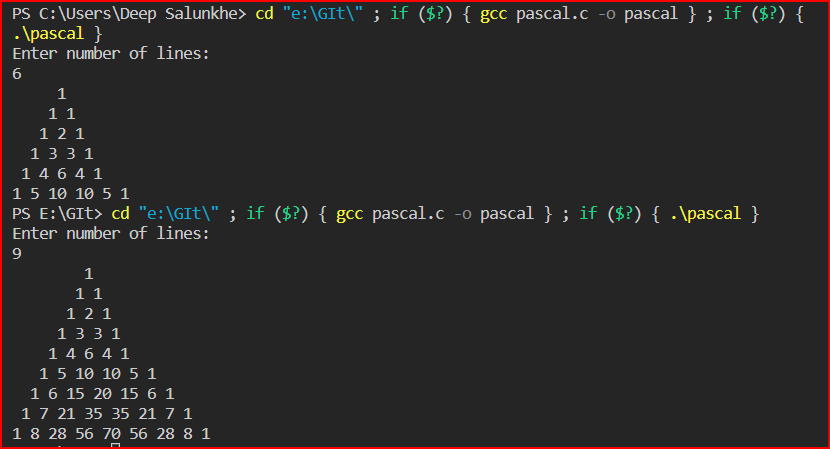 PS C:\Users\Deep Salunkhe> cd "e:\GIt\" ; if ($?) { gcc pascal.c -o pascal } ; if ($?) {
.\pascal }
Enter number of lines:
6
     1
    1 1
   1 2 1
  1 3 3 1
 1 4 6 4 1
1 5 10 10 5 1
PS E:\GIt> cd "e:\GIt\" ; if ($?) { gcc pascal.c -o pascal } ; if ($?) { .\pascal }
Enter number of lines:
9
        1
       1 1
      1 2 1
     1 3 3 1
    1 4 6 4 1
   1 5 10 10 5 1
  1 6 15 20 15 6 1
 1 7 21 35 35 21 7 1
1 8 28 56 70 56 28 8 1